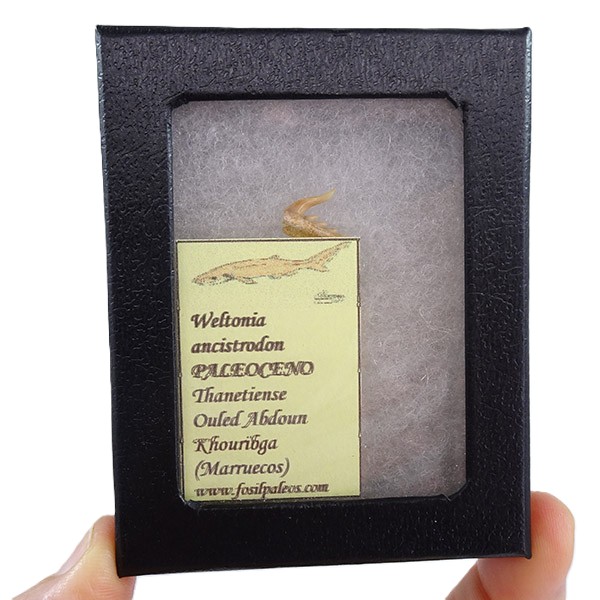 Weltonia
ancistrodon
PALEOCENO
Thanetiense
Ouled Abdoun
Khouribga
(Marruecos)
www.fosilpaleos.com